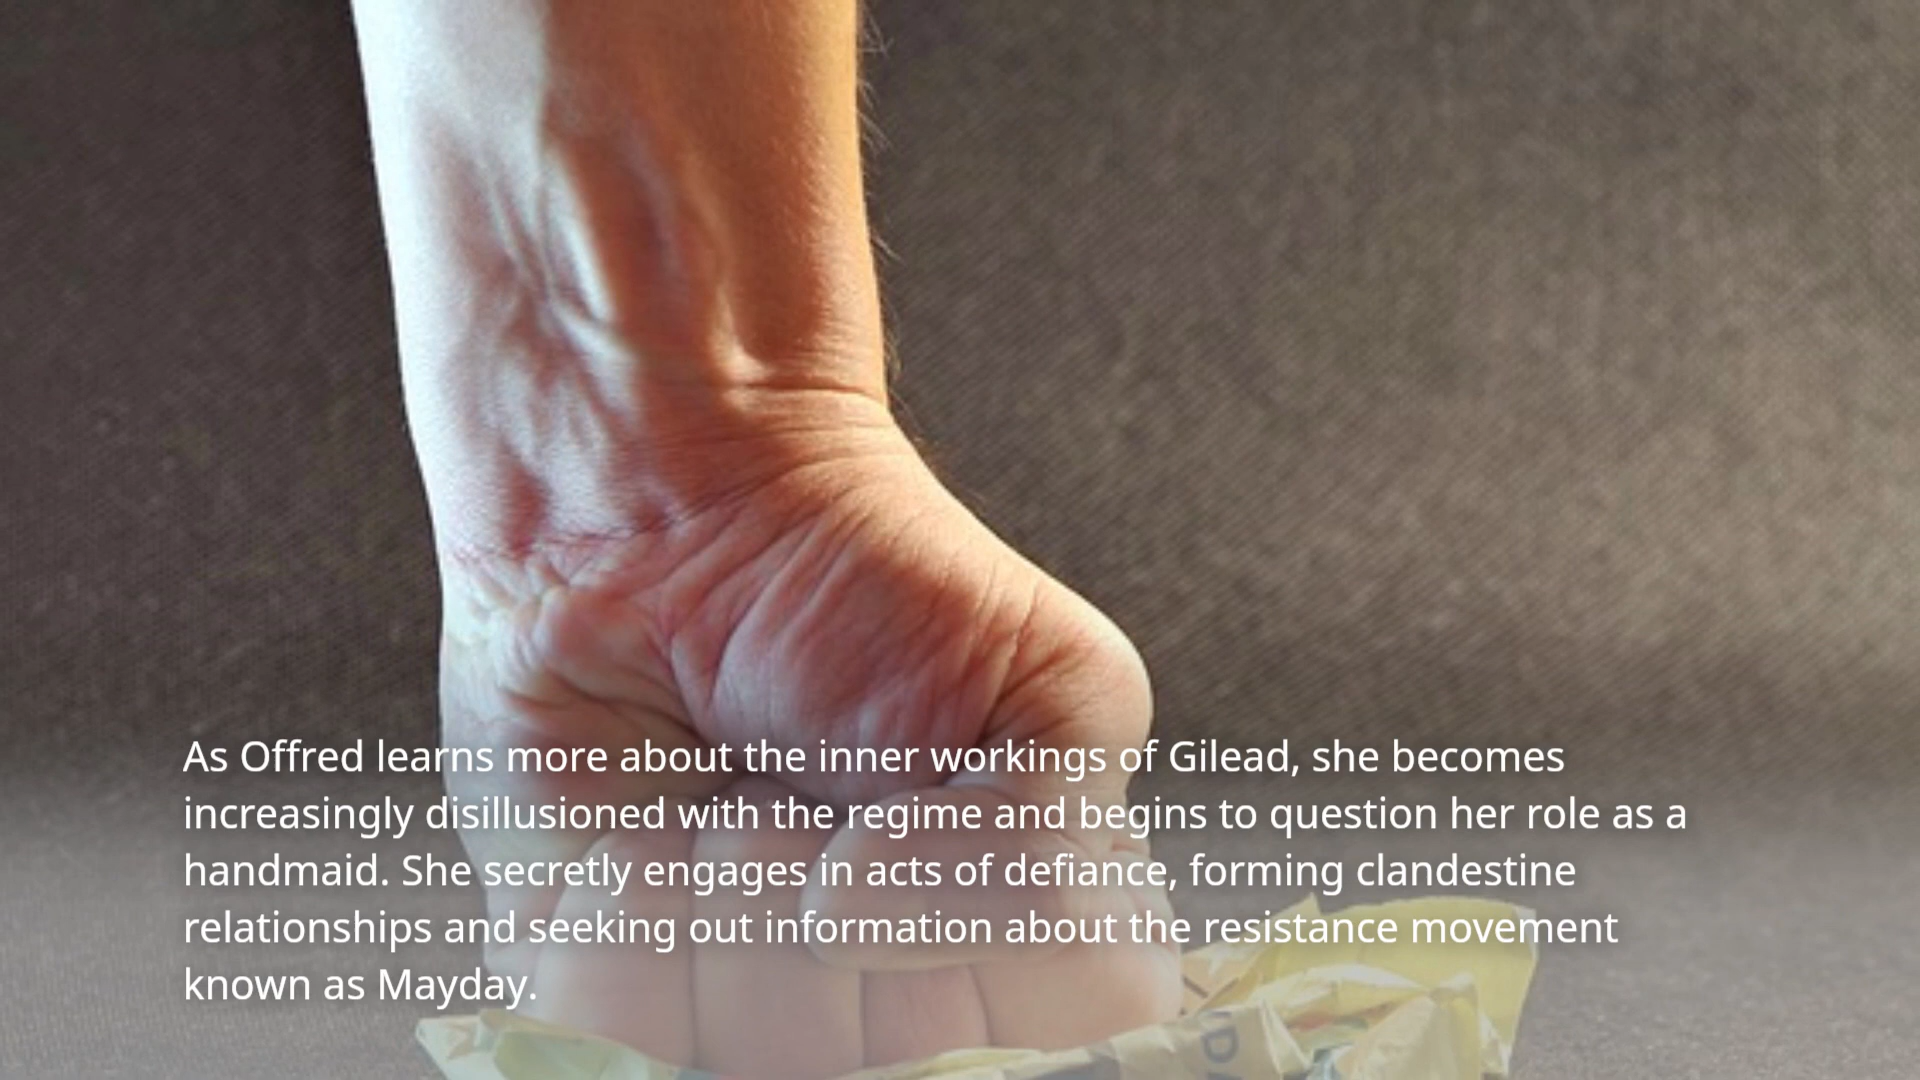 As Offred learns more about the inner workings of Gilead, she becomes
increasingly disillusioned with the regime and begins to question her role as a
handmaid. She secretly engages in acts of defiance, forming clandestine
relationships and seeking out information about the resistance movement
known as Mayday.